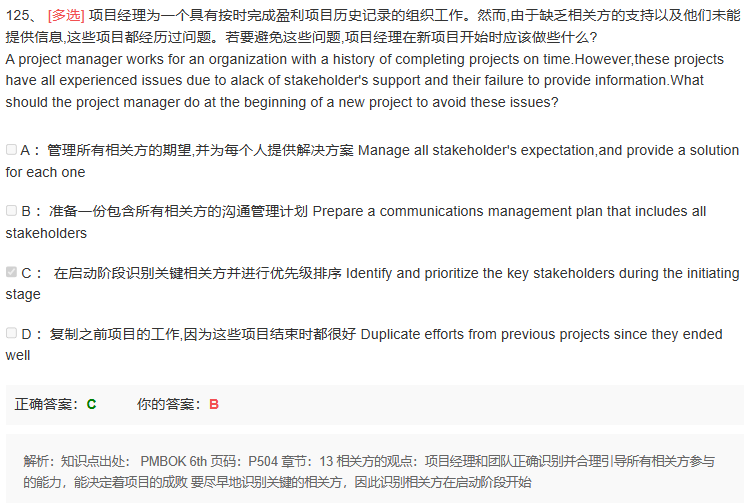 125、 [多选] 项目经理为一个具有按时完成盈利项目历史记录的组织工作。然而,由于缺乏相关方的支持以及他们未能
提供信息,这些项目都经历过问题。若要避免这些问题,项目经理在新项目开始时应该做些什么?
A project manager works for an organization with a history of completing projects on time.However,these projects
have all experienced issues due to alack of stakeholder's support and their failure to provide information.What
should the project manager do at the beginning of a new project to avoid these issues?
A： 管理所有相关方的期望,并为每个人提供解决方案 Manage all stakeholder's expectation,and provide a solution
for each one
B： 准备一份包含所有相关方的沟通管理计划 Prepare a communications management plan that includes all
stakeholders
C： 在启动阶段识别关键相关方并进行优先级排序 Identify and prioritize the key stakeholders during the initiating
stage
D： 复制之前项目的工作,因为这些项目结束时都很好 Duplicate efforts from previous projects since they ended
well
正确答案：C 你的答案：B
解析：知识点出处： PMBOK 6th 页码：P504 章节：13 相关方的观点：项目经理和团队正确识别并合理引导所有相关方参与
的能力，能决定着项目的成败 要尽早地识别关键的相关方，因此识别相关方在启动阶段开始